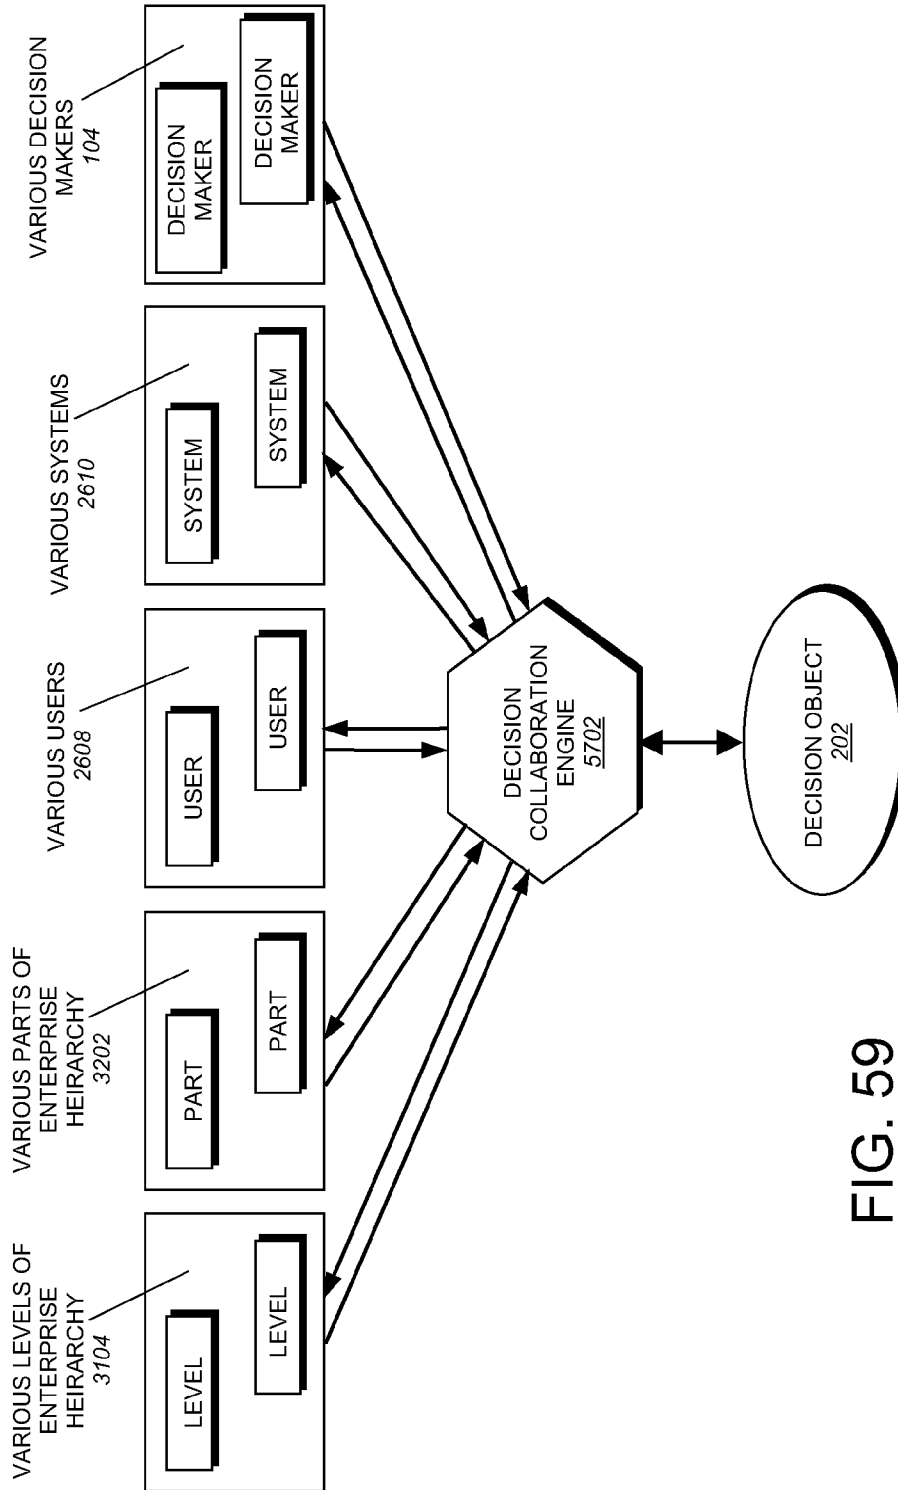 VARIOUS LEVELS OF
ENTERPRISE
HEIRARCHY
3104
LEVEL
LEVEL
VARIOUS PARTS OF
ENTERPRISE
HEIRARCHY
3202
PART
PART
VARIOUS USERS
2608
USER
USER
VARIOUS SYSTEMS
2610
SYSTEM
SYSTEM
VARIOUS DECISION
MAKERS
104
DECISION
MAKER
DECISION
MAKER
DECISION
COLLABORATION
ENGINE
5702
DECISION OBJECT
202
FIG. 59